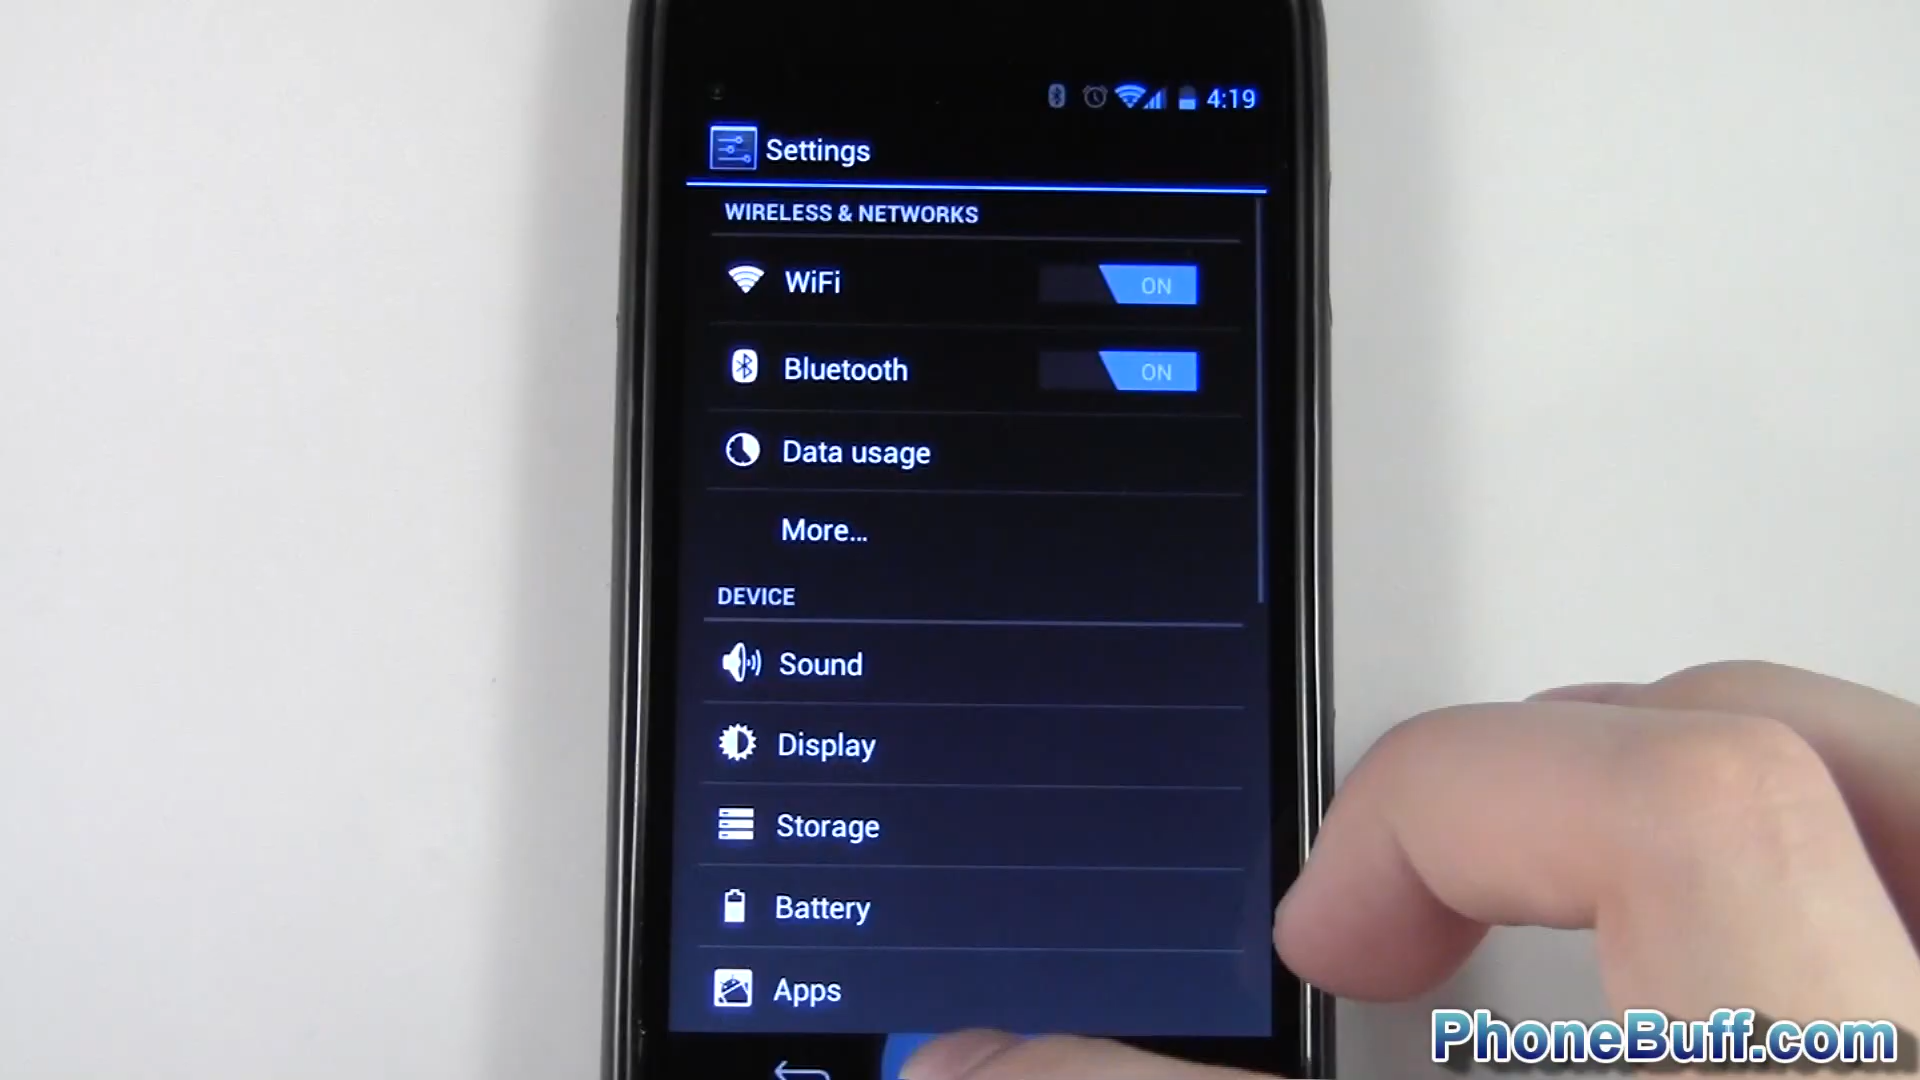 4:19
Settings
WIRELESS & NETWORKS
WiFi ON
Bluetooth ON
Data usage
More...
DEVICE
Sound
Display
Storage
Battery
Apps
PhoneBuff.com